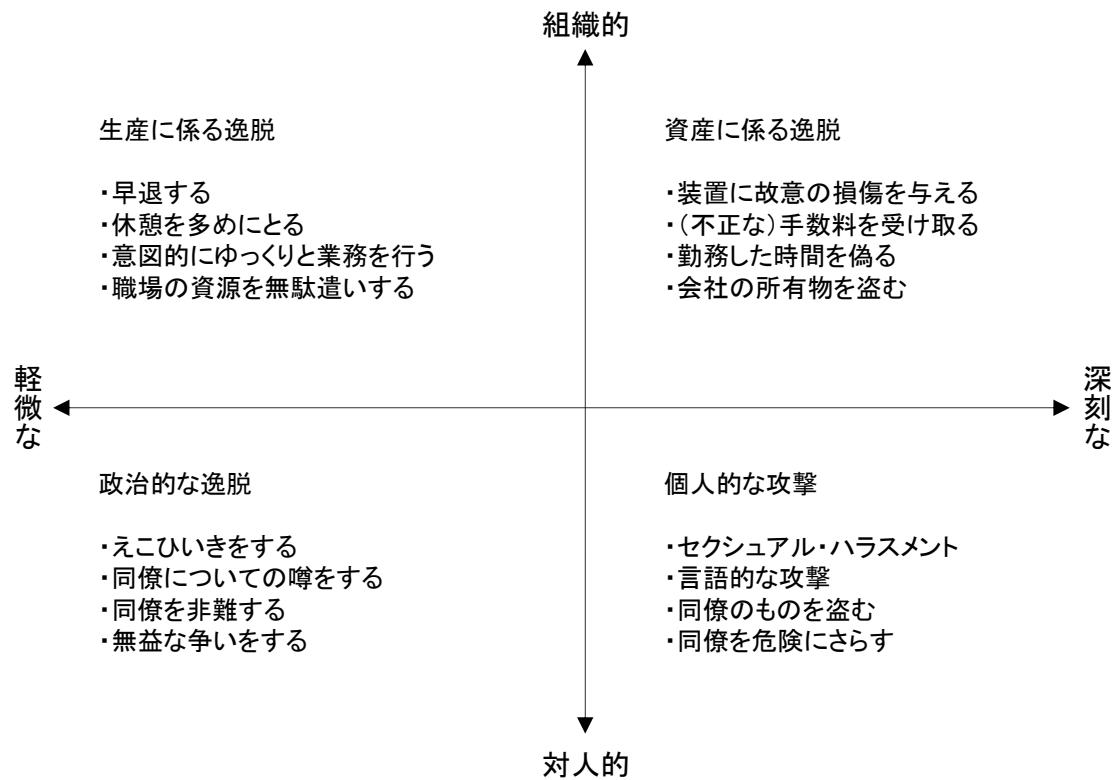 組織的
生産に係る逸脱
・早退する
・休憩を多めにとる
・意図的にゆっくりと業務を行う
・職場の資源を無駄遣いする
資産に係る逸脱
・装置に故意の損傷を与える
・(不正な)手数料を受け取る
・勤務した時間を偽る
・会社の所有物を盗む
軽微な
深刻な
政治的な逸脱
・えこひいきをする
・同僚についての噂をする
・同僚を非難する
・無益な争いをする
個人的な攻撃
・セクシュアル・ハラスメント
・言語的な攻撃
・同僚のものを盗む
・同僚を危険にさらす
対人的